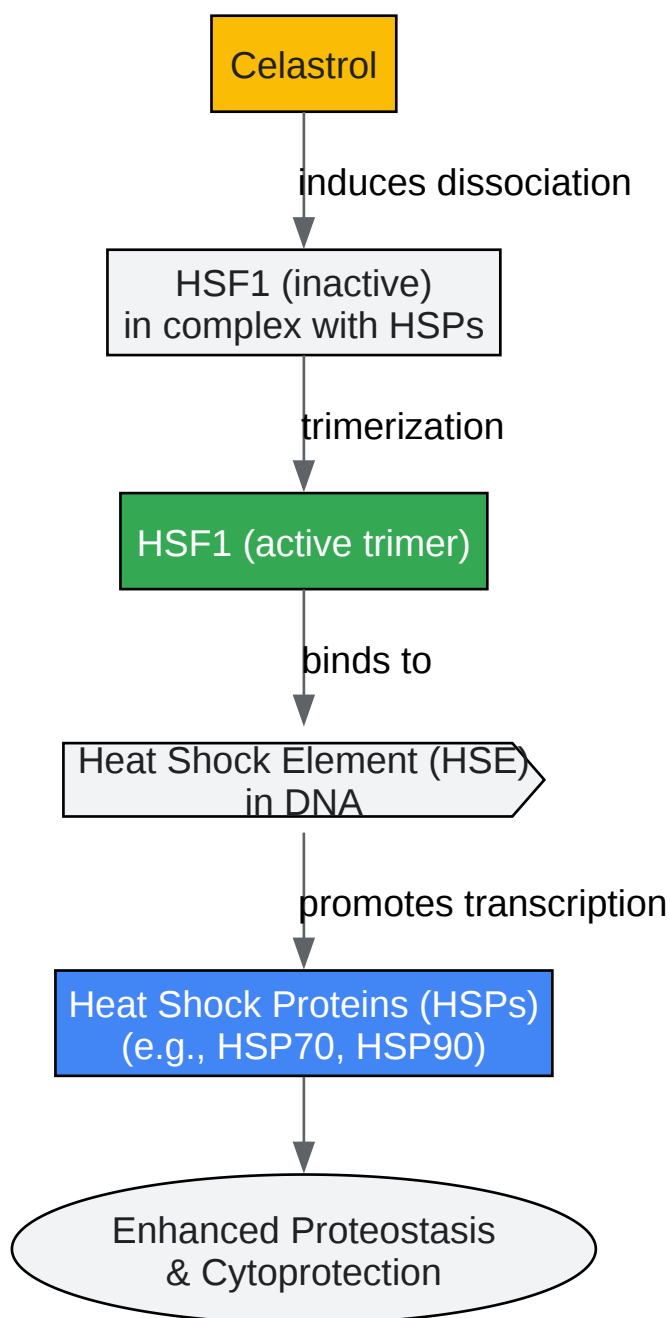 Celastrol
induces dissociation
HSF1 (inactive)
in complex with HSPs
trimerization
HSF1 (active trimer)
binds to
Heat Shock Element (HSE)
in DNA
promotes transcription
Heat Shock Proteins (HSPs)
(e.g., HSP70, HSP90)
Enhanced Proteostasis
& Cytoprotection